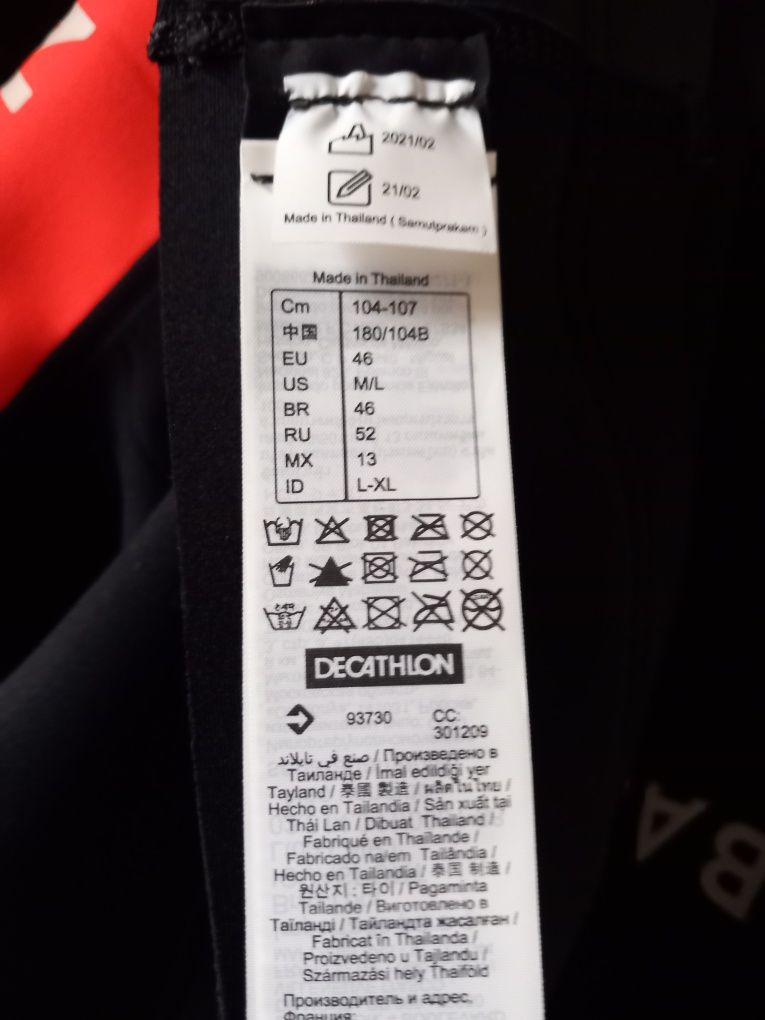 2021/02
21/02
Made in Thailand ( Samutprakarn )
Made in Thailand
Cm 104-107
中国 180/104B
EU 46
US M/L
BR 46
RU 52
MX 13
ID L-XL
DECATHLON
93730 CC:
301209
صنع في تايلاند / Произведено в
Таиланде / İmal edildiği yer
Tayland / 泰國 製造 / ผลิตในไทย /
Hecho en Tailandia / Sản xuất tại
Thái Lan / Dibuat Thailand /
Fabriqué en Thaïlande /
Fabricado na/em Tailândia /
Hecho en Tailandia / 泰国 制造 /
원산지 : 타이 / Pagaminta
Tailande / Виготовлено в
Таїланді / Тайландта жасалған /
Fabricat în Thailanda /
Proizvedeno u Tajlandu /
Származási hely Thaiföld
Производитель и адрес,
Франция:
BA